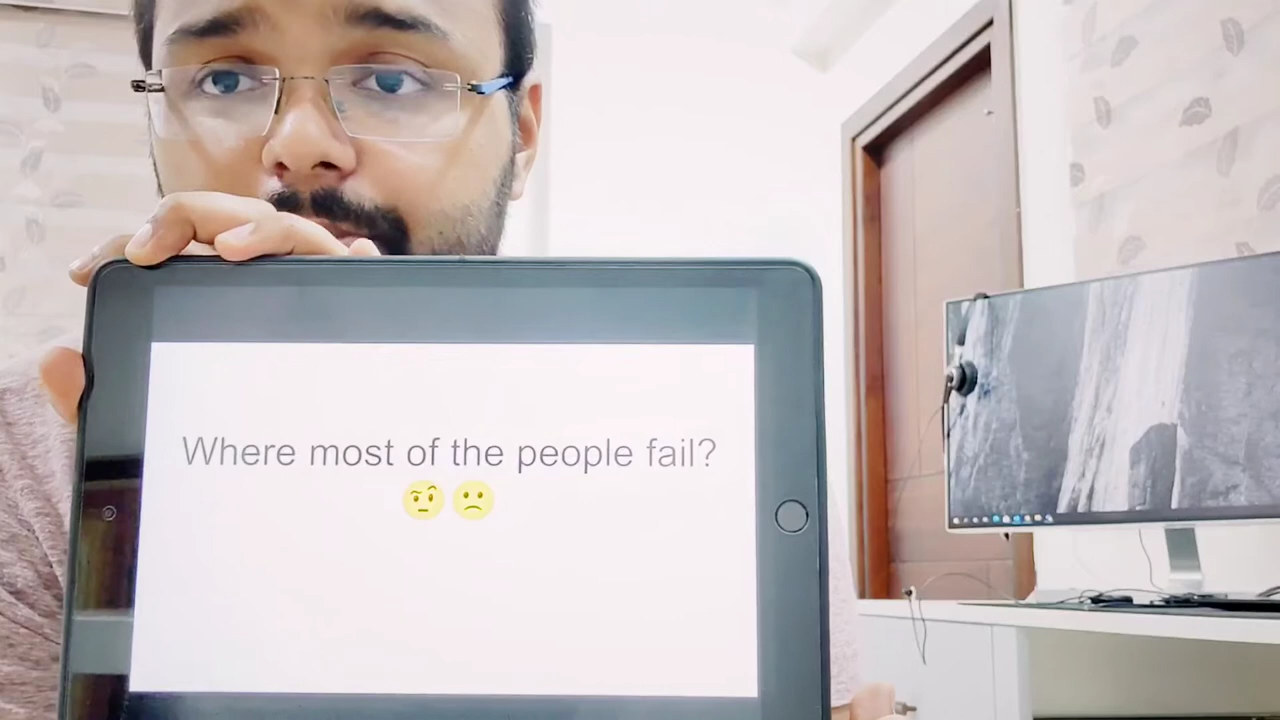 Where most of the people fail?
🤨 🙁